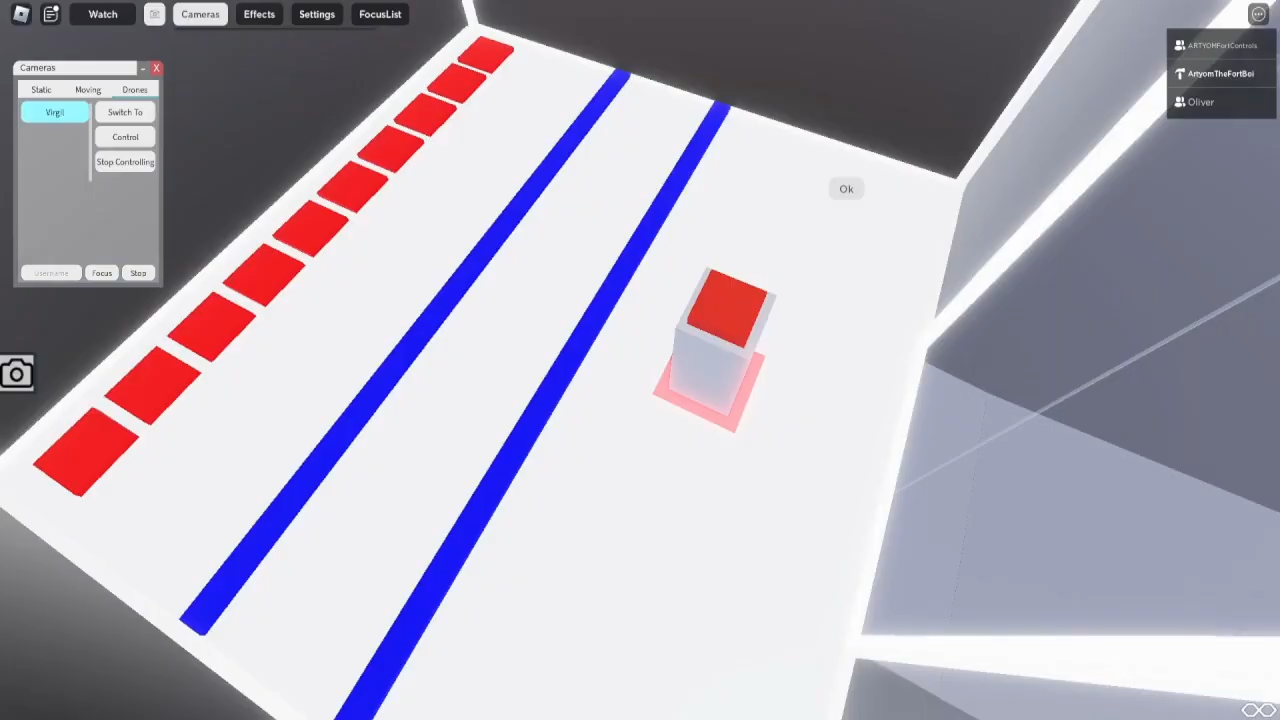 Watch
Cameras
Effects
Settings
FocusList
Cameras
- X
Static
Moving
Drones
Virgil
Switch To
Control
Stop Controlling
Username
Focus
Stop
Ok
ARTYOMFortControls
ArtyomTheFortBoi
Oliver